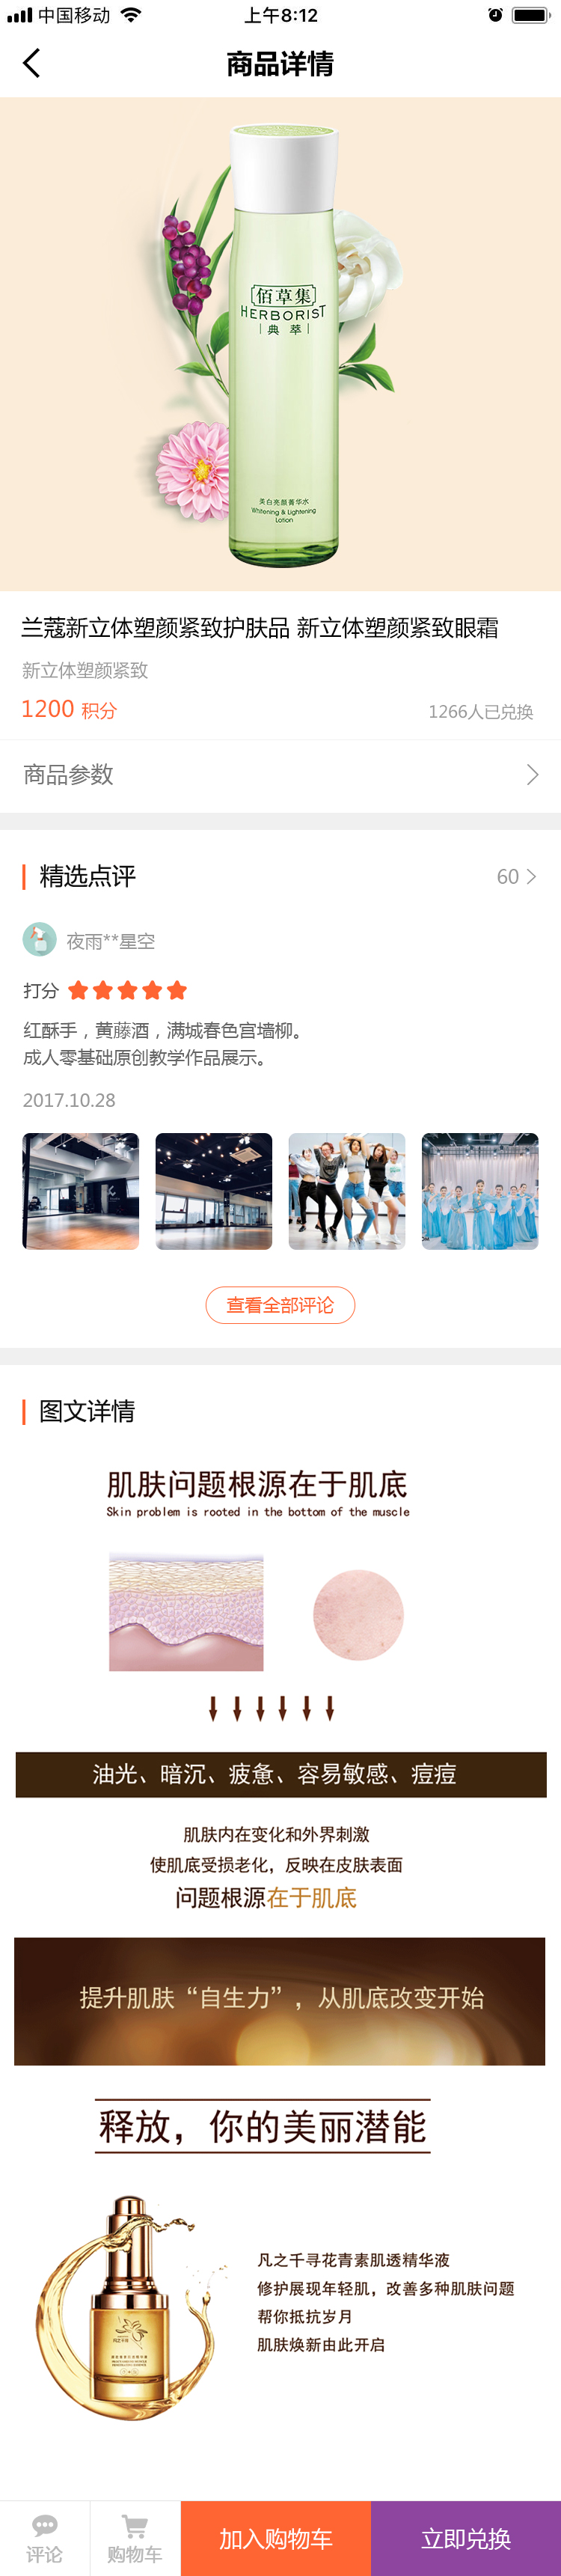 中国移动
上午8:12
商品详情
佰草集
HERBORIST
典萃
美白亮颜菁华水
Whitening & Lightening
Lotion
兰蔻新立体塑颜紧致护肤品 新立体塑颜紧致眼霜
新立体塑颜紧致
1200 积分
1266人已兑换
商品参数
精选点评
60
夜雨**星空
打分
红酥手，黄藤酒，满城春色宫墙柳。
成人零基础原创教学作品展示。
2017.10.28
查看全部评论
图文详情
肌肤问题根源在于肌底
Skin problem is rooted in the bottom of the muscle
油光、暗沉、疲惫、容易敏感、痘痘
肌肤内在变化和外界刺激
使肌底受损老化，反映在皮肤表面
问题根源在于肌底
提升肌肤“自生力”，从肌底改变开始
释放，你的美丽潜能
凡之千寻花青素肌透精华液
修护展现年轻肌，改善多种肌肤问题
帮你抵抗岁月
肌肤焕新由此开启
评论
购物车
加入购物车
立即兑换